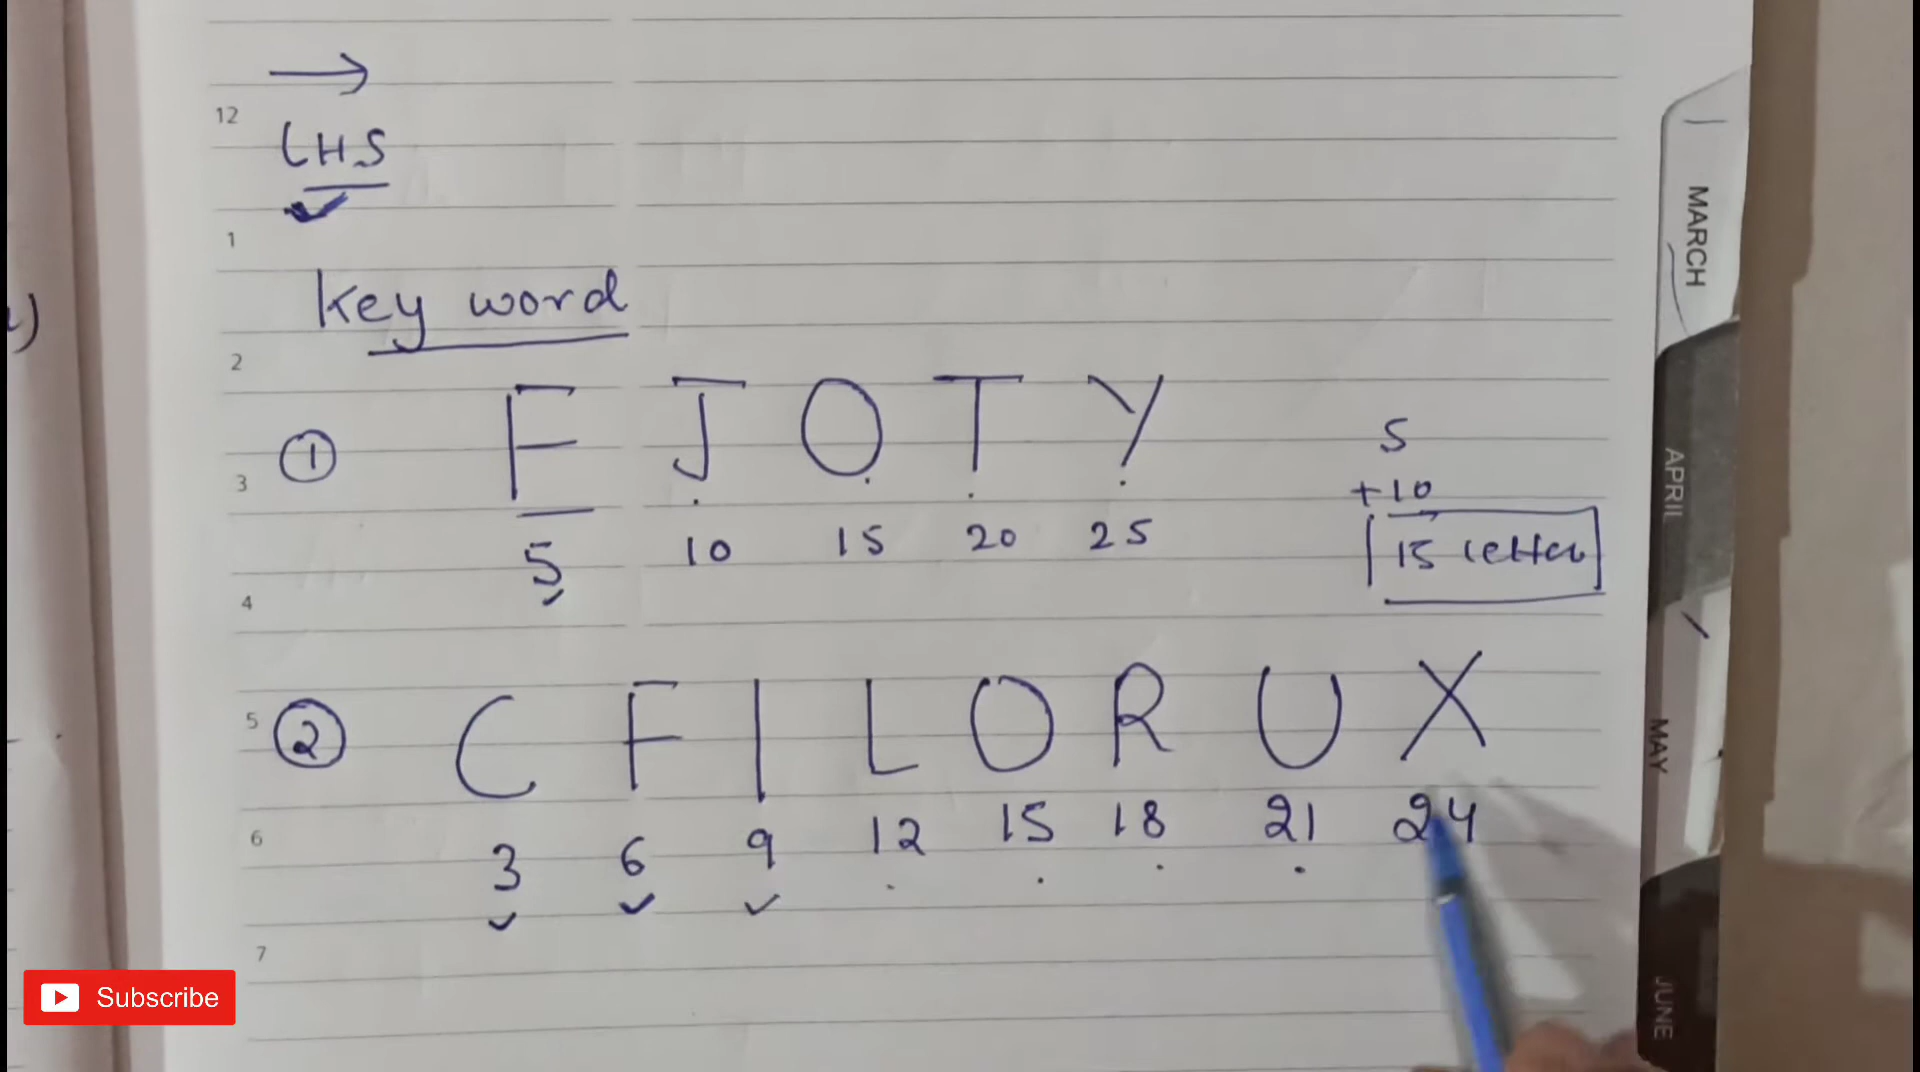 12
LHS
1
Key word
2
① E J O T Y
3
5 10 15 20 25
5
+10
15 letter
4
② C F I L O R U X
5
3 6 9 12 15 18 21 24
6
7
Subscribe
MARCH
APRIL
MAY
JUNE